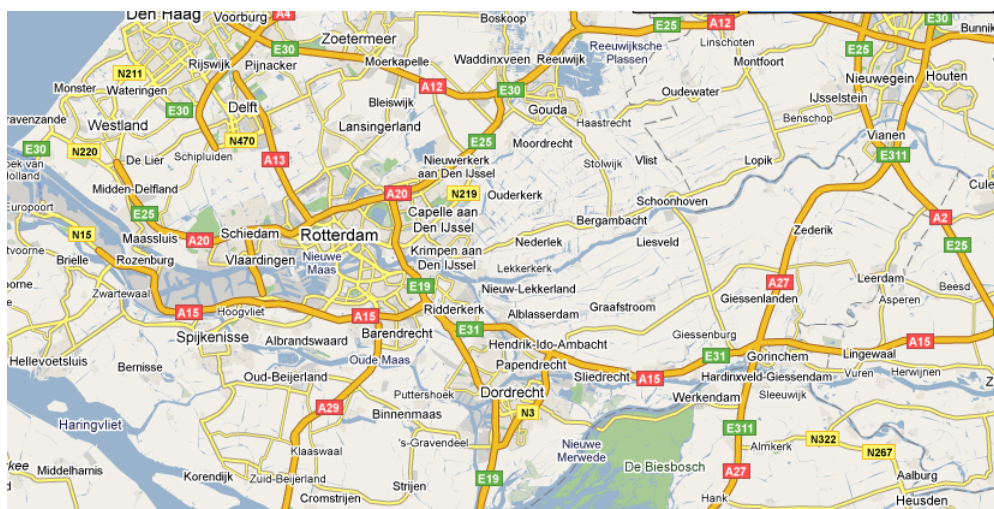 Den Haag
Voorburg
A4
Boskoop
E25
A12
E30
Zoetermeer
E30
Linschoten
Bunnik
Rijswijk
Pijnacker
Moerkapelle
Waddinxveen
Reeuwijk
Reeuwijksche
Plassen
Montfoort
E25
Nieuwegein
Houten
N211
Monster
Wateringen
A12
E30
Oudewater
IJsselstein
Bleiswijk
Gouda
Delft
E30
Haastrecht
Benschop
ravenzande
Westland
Lansingerland
E25
Moordrecht
Vianen
N470
E30
N220
De Lier
Schipluiden
A13
Nieuwerkerk
aan Den IJssel
Stolwijk
Vlist
Lopik
E311
ek van
Holland
Midden-Delfland
A20
N219
Ouderkerk
Schoonhoven
Cule
Europoort
E25
Capelle aan
Den IJssel
Bergambacht
A2
N15
Maassluis
A20
Schiedam
Rotterdam
Nederlek
Liesveld
Zederik
E25
tvoorne
Brielle
Rozenburg
Vlaardingen
Nieuwe
Maas
Krimpen aan
Den IJssel
Lekkerkerk
Zwartewaal
E19
Nieuw-Lekkerland
A27
Leerdam
Beesd
orne
Hoogvliet
A15
A15
Ridderkerk
Alblasserdam
Graafstroom
Giessenlanden
Asperen
Spijkenisse
Albrandswaard
Barendrecht
E31
Hendrik-Ido-Ambacht
Giessenburg
A15
Hellevoetsluis
Bernisse
Oude Maas
Papendrecht
E31
Gorinchem
Lingewaal
Oud-Beijerland
Puttershoek
Sliedrecht
A15
Hardinxveld-Giessendam
Vuren
Herwijnen
Z
Dordrecht
Werkendam
Sleeuwijk
A29
Binnenmaas
N3
Haringvliet
E311
's-Gravendeel
Nieuwe
Merwede
Almkerk
N322
N267
Klaaswaal
rkee
Middelharnis
De Biesbosch
A27
Aalburg
Korendijk
Zuid-Beijerland
Strijen
E19
Cromstrijen
Hank
Heusden